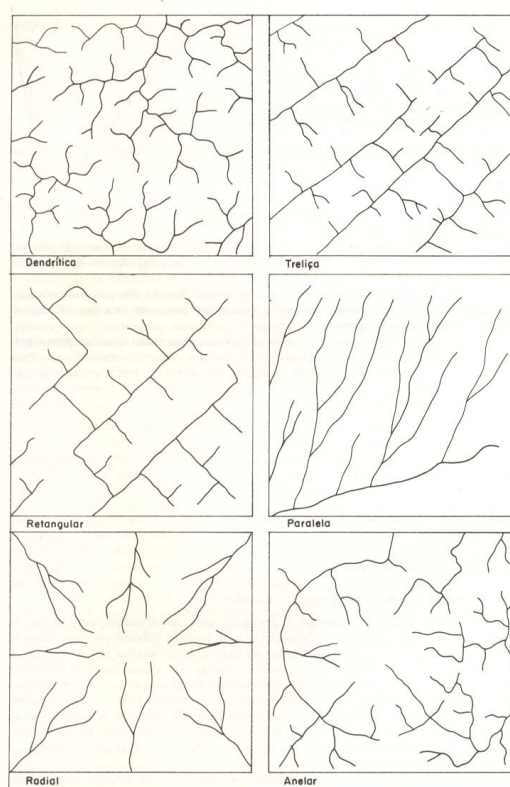 Dendrítica
Treliça
Retangular
Paralela
Radial
Anelar